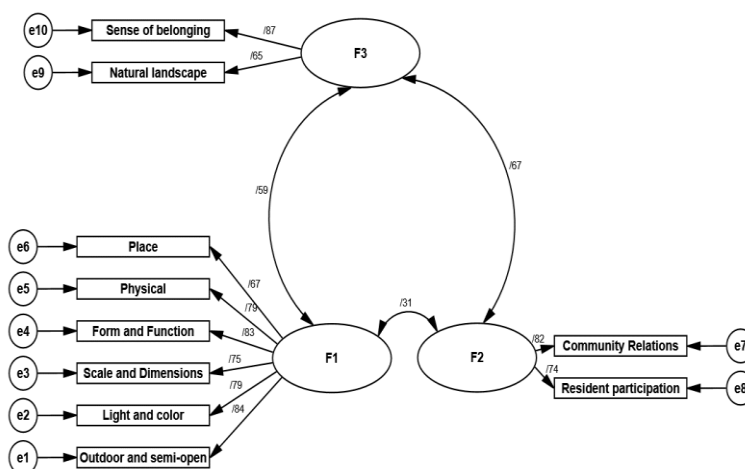 e10 Sense of belonging /87 F3
e9 Natural landscape /65
/67
/59
e6 Place
e5 Physical /67
/79
e4 Form and Function /83
/31
e3 Scale and Dimensions /75 F1 F2 /82 Community Relations e7
e2 Light and color /79
/74 Resident participation e8
/84
e1 Outdoor and semi-open